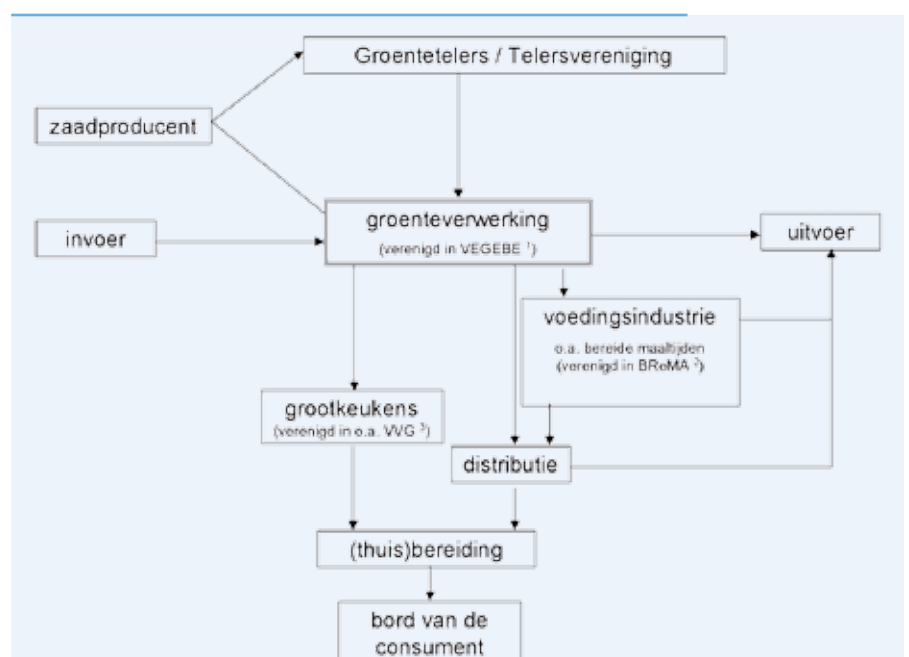 Groentetelers / Telersvereniging
zaadproducent
groenteverwerking
(verenigd in VEGEBE ¹)
invoer
uitvoer
voedingsindustrie
o.a. bereide maaltijden
(verenigd in BReMA ²)
grootkeukens
(verenigd in o.a. VVG ³)
distributie
(thuis)bereiding
bord van de
consument